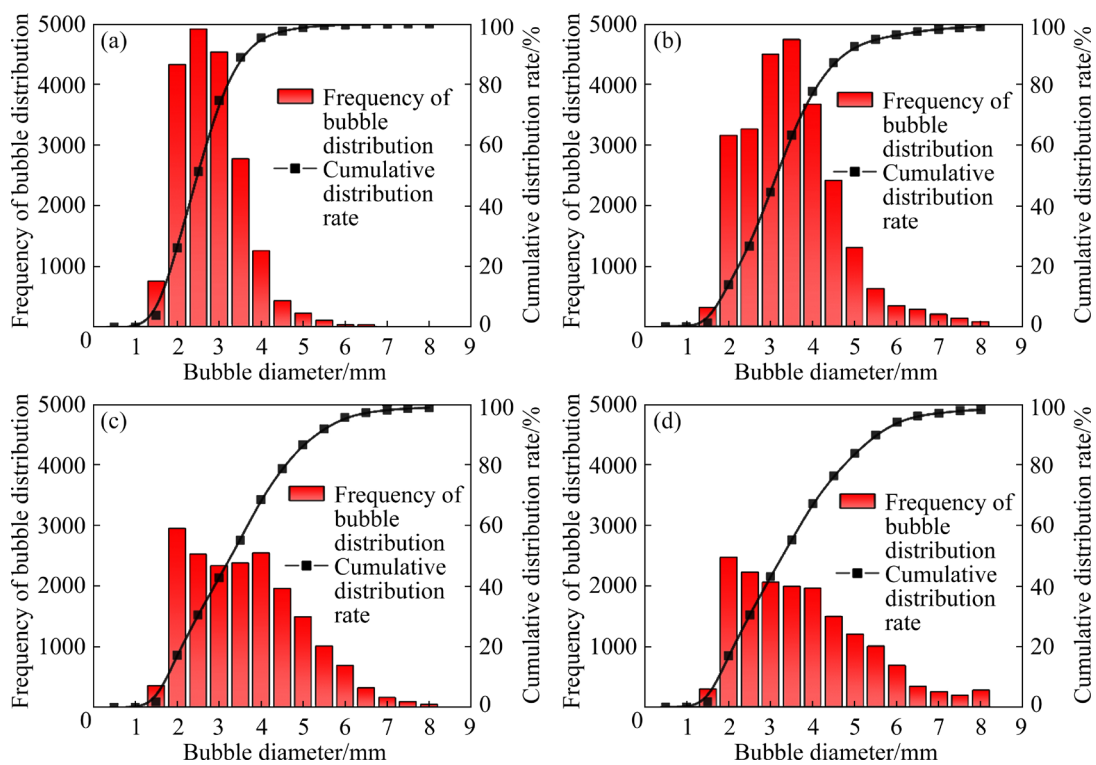 (a)
Frequency of bubble distribution
5000
4000
3000
2000
1000
0
1 2 3 4 5 6 7 8 9
Bubble diameter/mm
100
80
60
40
20
0
Cumulative distribution rate/%
Frequency of
bubble
distribution
Cumulative
distribution
rate
(b)
Frequency of bubble distribution
5000
4000
3000
2000
1000
0
1 2 3 4 5 6 7 8 9
Bubble diameter/mm
100
80
60
40
20
0
Cumulative distribution rate/%
Frequency of
bubble
distribution
Cumulative
distribution
rate
(c)
Frequency of bubble distribution
5000
4000
3000
2000
1000
0
1 2 3 4 5 6 7 8 9
Bubble diameter/mm
100
80
60
40
20
0
Cumulative distribution rate/%
Frequency of
bubble
distribution
Cumulative
distribution
rate
(d)
Frequency of bubble distribution
5000
4000
3000
2000
1000
0
1 2 3 4 5 6 7 8 9
Bubble diameter/mm
100
80
60
40
20
0
Cumulative distribution rate/%
Frequency of
bubble
distribution
Cumulative
distribution
rate